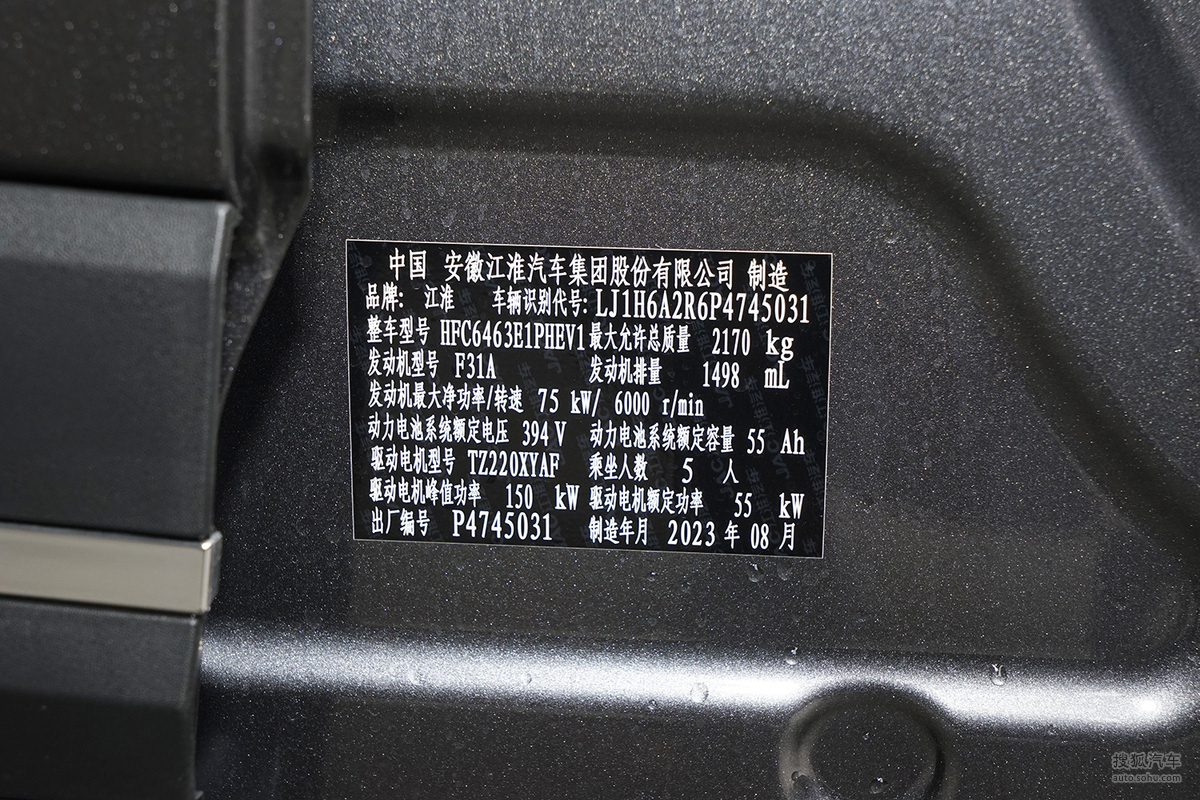 中国 安徽江淮汽车集团股份有限公司 制造
品牌: 江淮 车辆识别代号: LJ1H6A2R6P4745031
整车型号 HFC6463E1PHEV1 最大允许总质量 2170 kg
发动机型号 F31A 发动机排量 1498 mL
发动机最大净功率/转速 75 kW/ 6000 r/min
动力电池系统额定电压 394 V 动力电池系统额定容量 55 Ah
驱动电机型号 TZ220XYAF 乘坐人数 5 人
驱动电机峰值功率 150 kW 驱动电机额定功率 55 kW
出厂编号 P4745031 制造年月 2023 年 08 月
搜狐汽车
auto.sohu.com